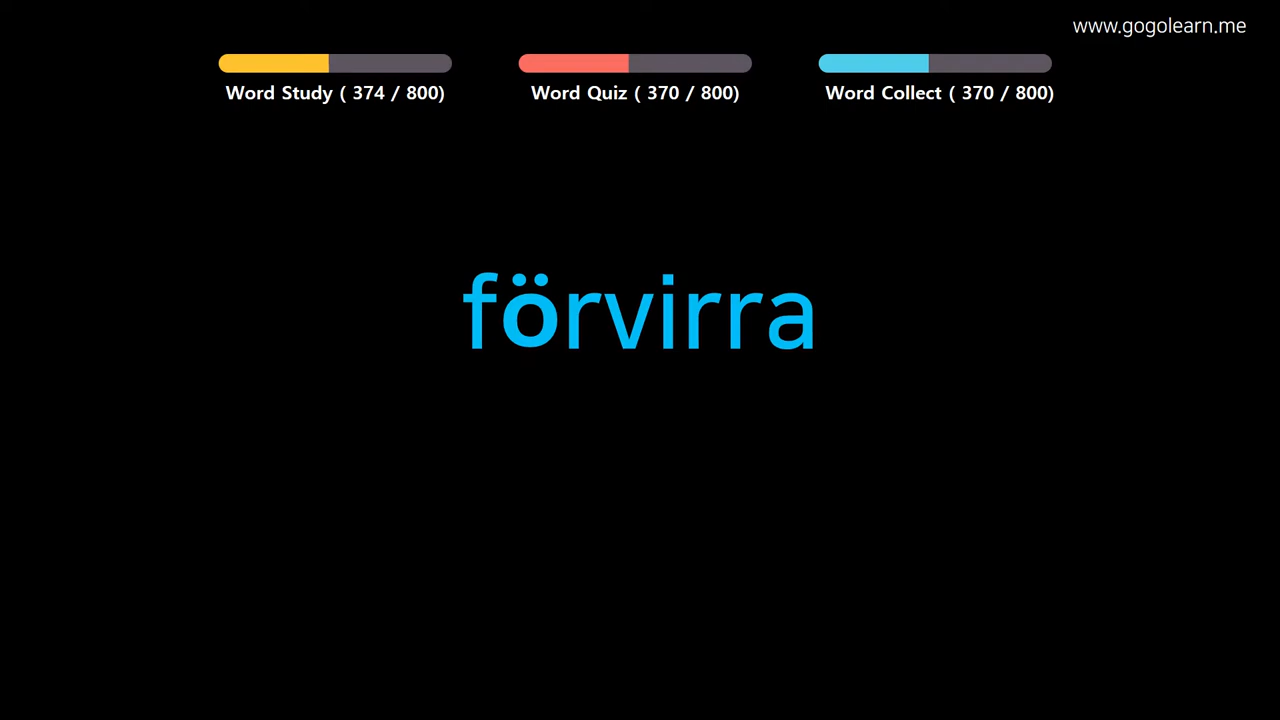 www.gogolearn.me
Word Study ( 374 / 800)
Word Quiz ( 370 / 800)
Word Collect ( 370 / 800)
förvirra